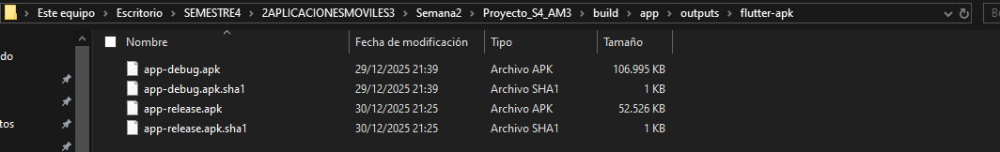 Este equipo > Escritorio > SEMESTRE4 > 2APLICACIONESMOVILES3 > Semana2 > Proyecto_S4_AM3 > build > app > outputs > flutter-apk
Nombre Fecha de modificación Tipo Tamaño
app-debug.apk 29/12/2025 21:39 Archivo APK 106.995 KB
app-debug.apk.sha1 29/12/2025 21:39 Archivo SHA1 1 KB
app-release.apk 30/12/2025 21:25 Archivo APK 52.526 KB
app-release.apk.sha1 30/12/2025 21:25 Archivo SHA1 1 KB